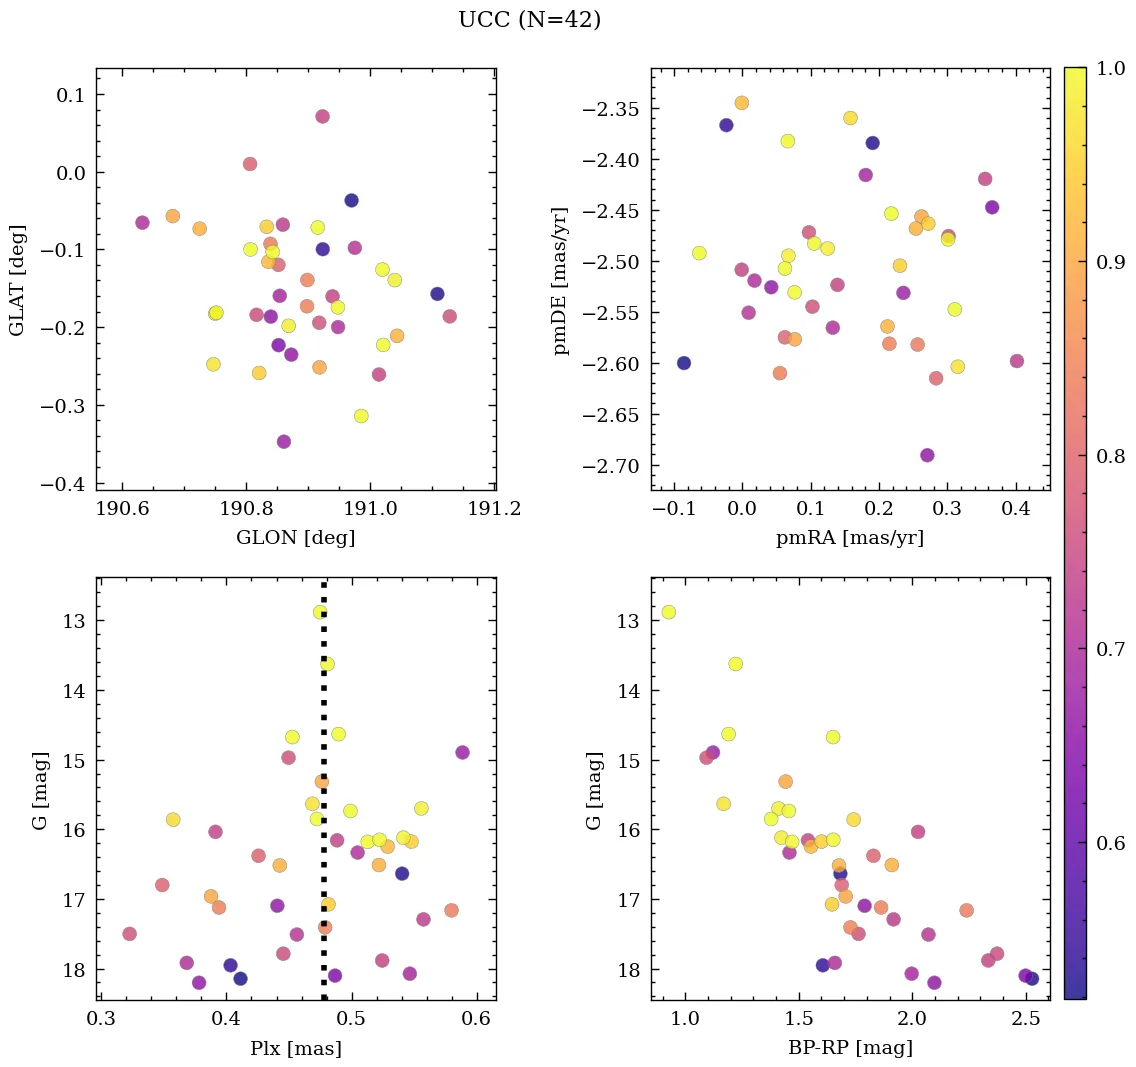 UCC (N=42)
0.1
0.0
−0.1
−0.2
−0.3
−0.4
GLAT [deg]
190.6 190.8 191.0 191.2
GLON [deg]
−2.35
−2.40
−2.45
−2.50
−2.55
−2.60
−2.65
−2.70
pmDE [mas/yr]
−0.1 0.0 0.1 0.2 0.3 0.4
pmRA [mas/yr]
13
14
15
16
17
18
G [mag]
0.3 0.4 0.5 0.6
Plx [mas]
13
14
15
16
17
18
G [mag]
1.0 1.5 2.0 2.5
BP-RP [mag]
1.0
0.9
0.8
0.7
0.6